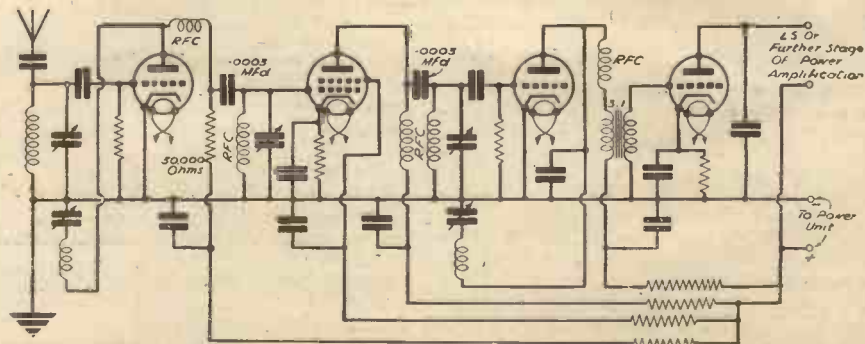 RFC
50.000
Ohms
.0003
MFd
RFC
.0003
MFd
RFC
RFC
3.1
LS Or
Further Stage
Of Power
Amplification
-
To Power
Unit
+